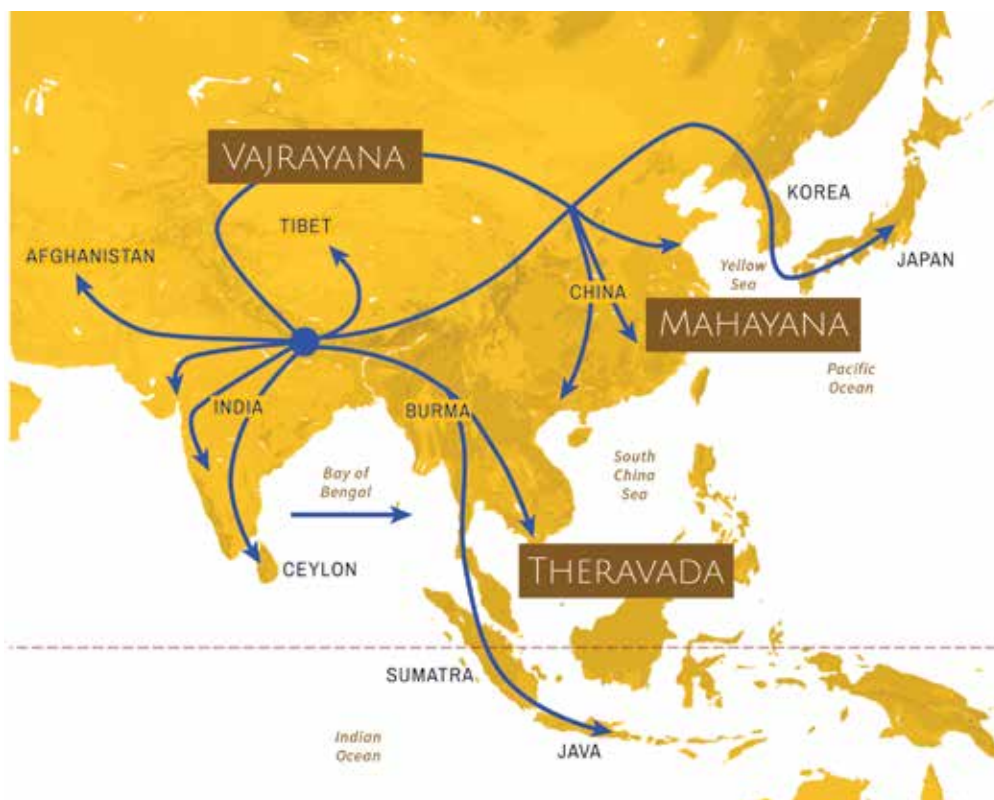 VAJRAYANA
KOREA
TIBET
AFGHANISTAN
JAPAN
Yellow
Sea
CHINA
MAHAYANA
Pacific
Ocean
INDIA
BURMA
South
China
Sea
Bay of
Bengal
CEYLON
THERAVADA
SUMATRA
Indian
Ocean
JAVA